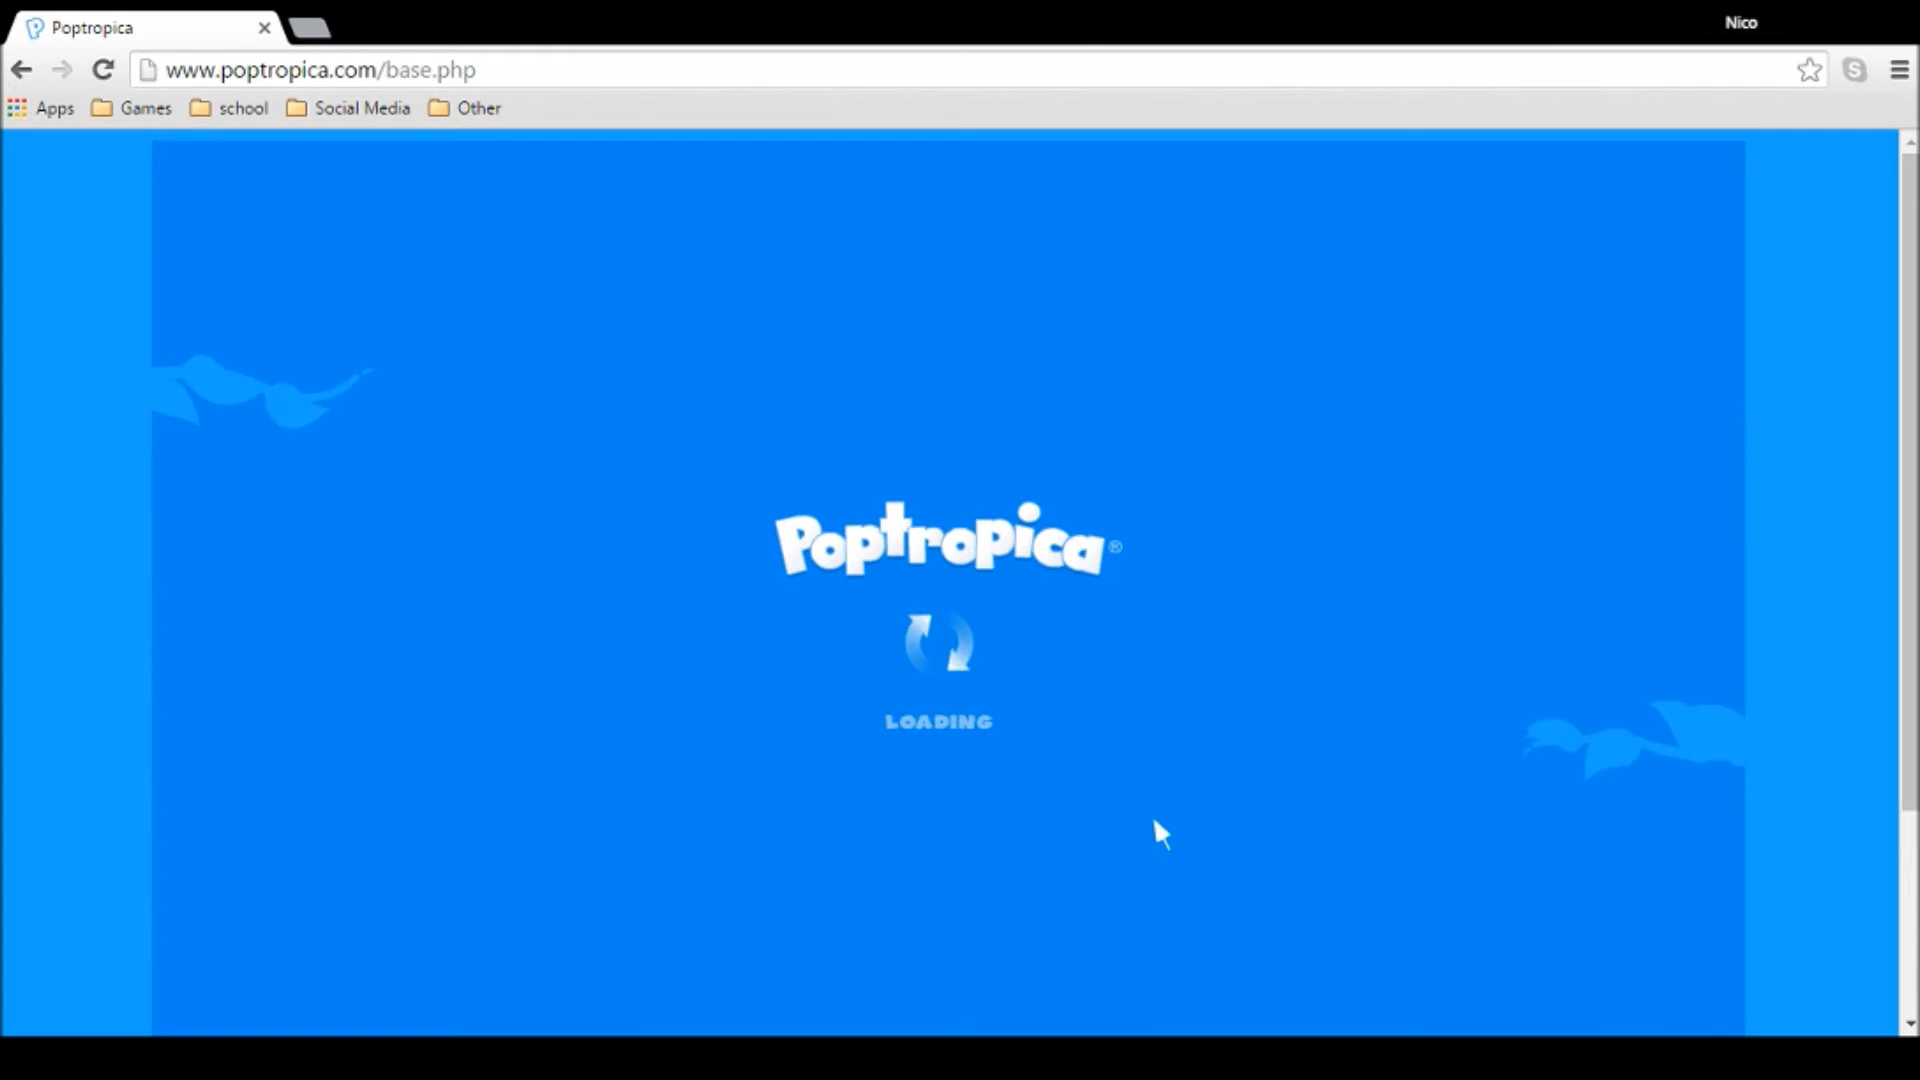 Poptropica
Nico
www.poptropica.com/base.php
Apps Games school Social Media Other
Poptropica®
LOADING